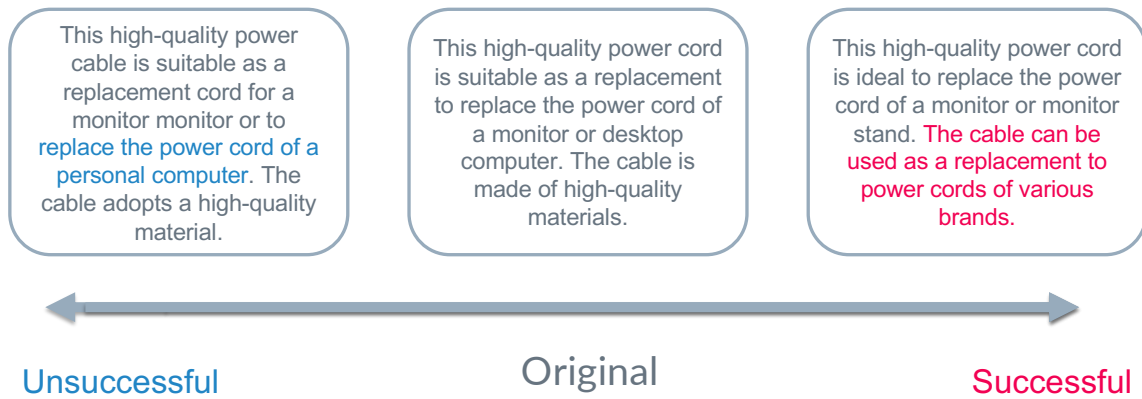 This high-quality power
cable is suitable as a
replacement cord for a
monitor monitor or to
replace the power cord of a
personal computer. The
cable adopts a high-quality
material.
This high-quality power cord
is suitable as a replacement
to replace the power cord of
a monitor or desktop
computer. The cable is
made of high-quality
materials.
This high-quality power cord
is ideal to replace the power
cord of a monitor or monitor
stand. The cable can be
used as a replacement to
power cords of various
brands.
Unsuccessful
Original
Successful